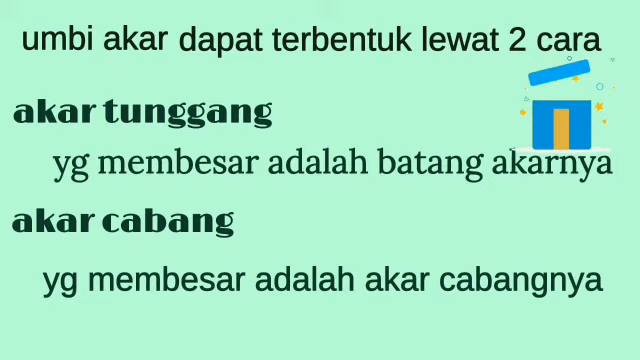 umbi akar dapat terbentuk lewat 2 cara
akar tunggang
yg membesar adalah batang akarnya
akar cabang
yg membesar adalah akar cabangnya